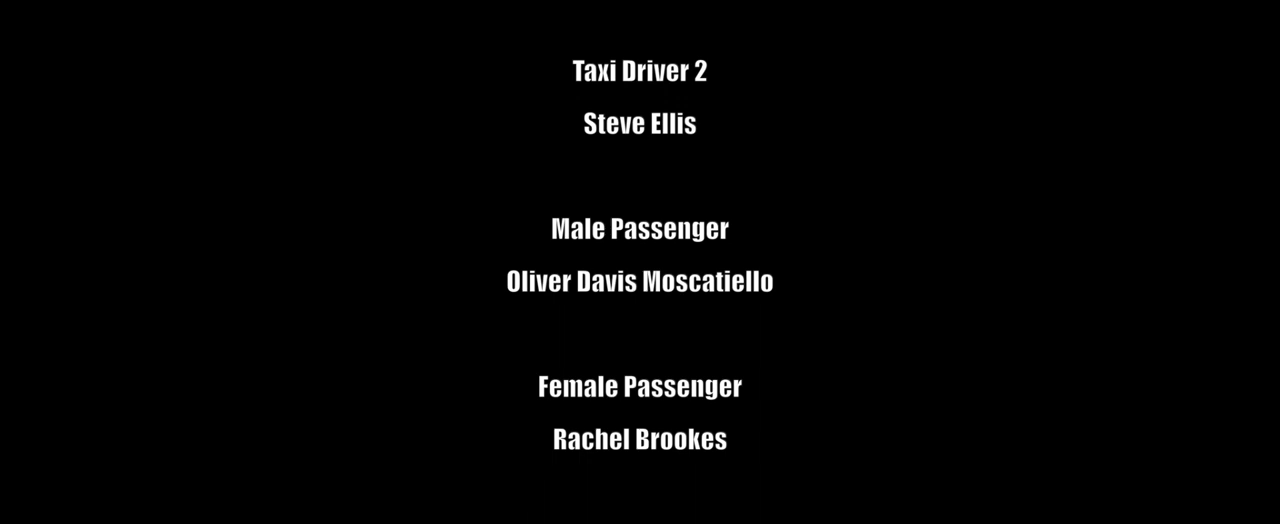 Taxi Driver 2
Steve Ellis
Male Passenger
Oliver Davis Moscatiello
Female Passenger
Rachel Brookes